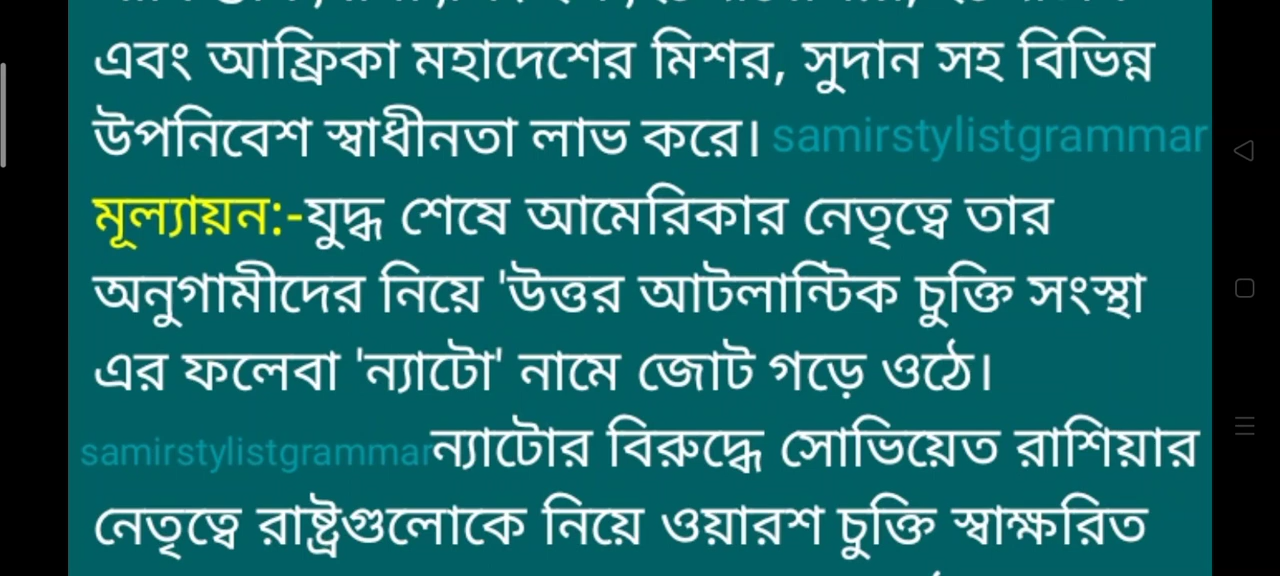 এবং আফ্রিকা মহাদেশের মিশর, সুদান সহ বিভিন্ন
উপনিবেশ স্বাধীনতা লাভ করে। samirstylistgrammar
মূল্যায়ন:-যুদ্ধ শেষে আমেরিকার নেতৃত্বে তার
অনুগামীদের নিয়ে 'উত্তর আটলান্টিক চুক্তি সংস্থা
এর ফলেবা 'ন্যাটো' নামে জোট গড়ে ওঠে।
samirstylistgrammarন্যাটোর বিরুদ্ধে সোভিয়েত রাশিয়ার
নেতৃত্বে রাষ্ট্রগুলোকে নিয়ে ওয়ারশ চুক্তি স্বাক্ষরিত